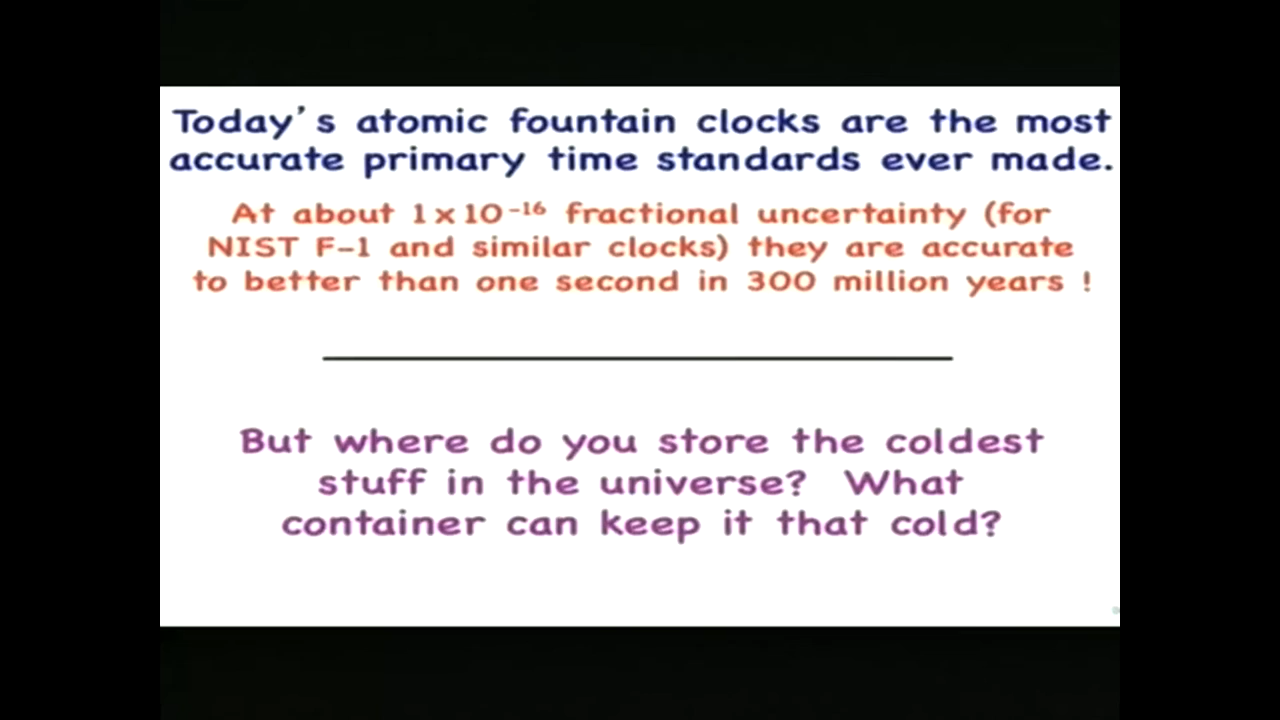 Today's atomic fountain clocks are the most
accurate primary time standards ever made.
At about 1 x 10⁻¹⁶ fractional uncertainty (for
NIST F-1 and similar clocks) they are accurate
to better than one second in 300 million years !
But where do you store the coldest
stuff in the universe? What
container can keep it that cold?